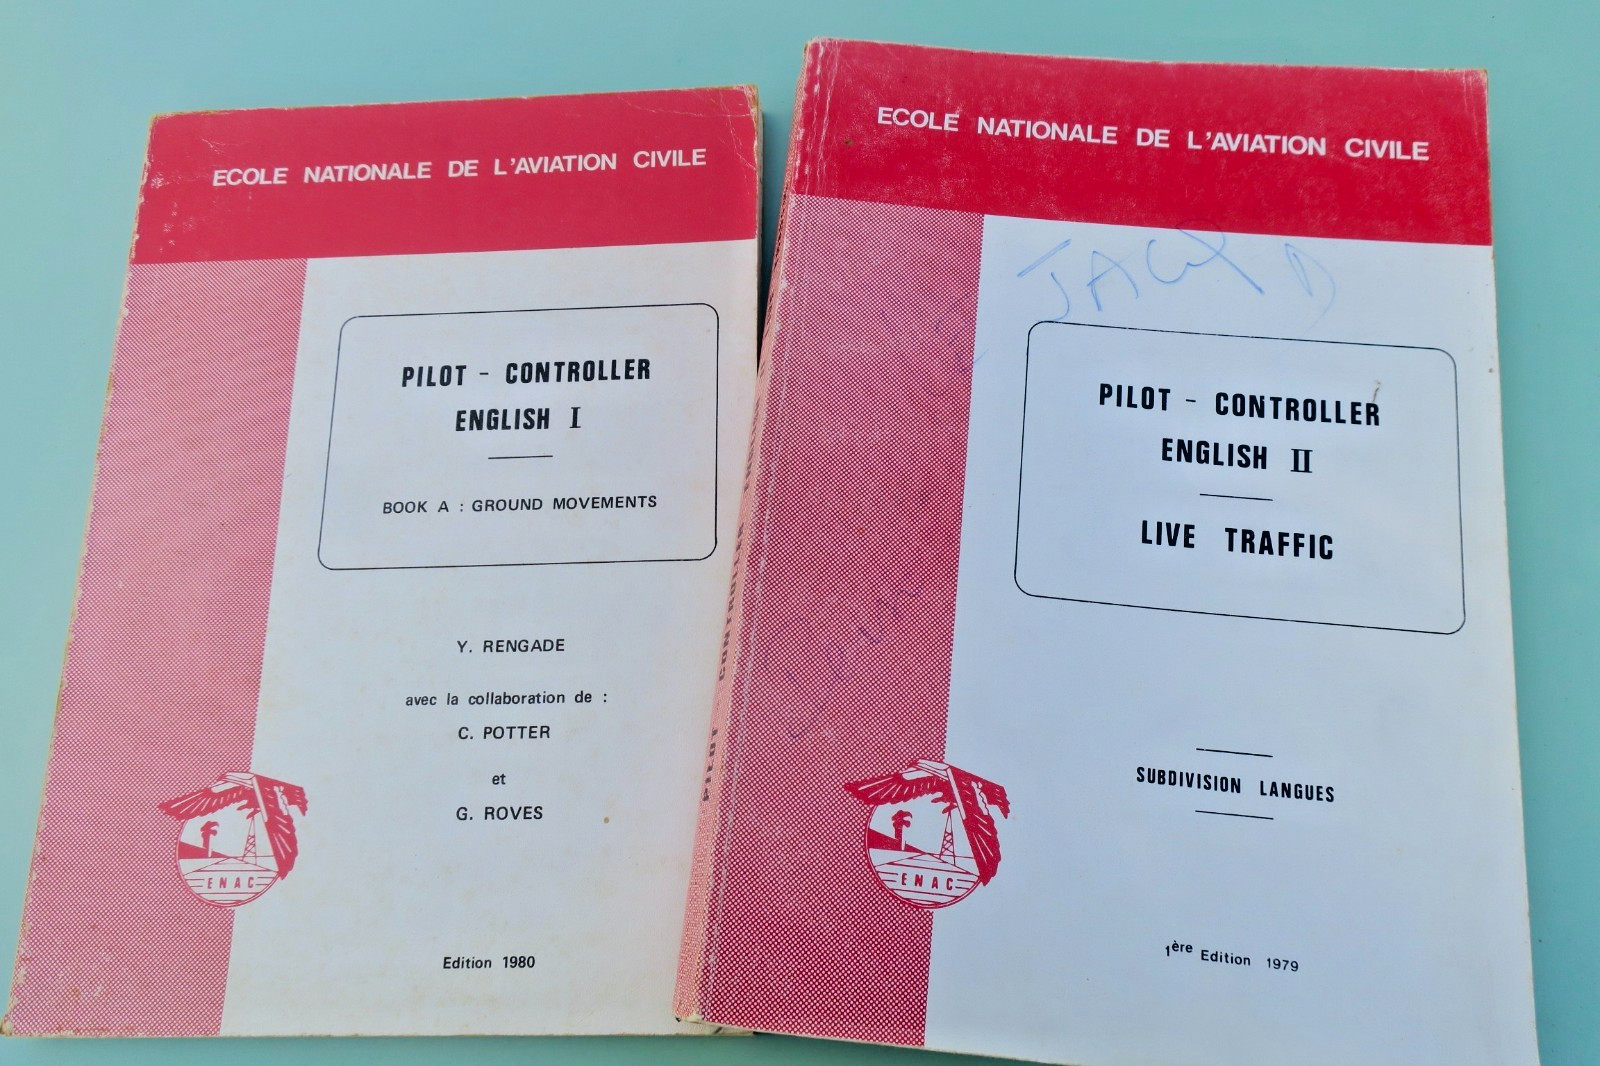 ECOLE NATIONALE DE L'AVIATION CIVILE
PILOT - CONTROLLER
ENGLISH I
BOOK A : GROUND MOVEMENTS
Y. RENGADE
avec la collaboration de :
C. POTTER
et
G. ROVES
ENAC
Edition 1980
PILOT CONTROLLER
ECOLE NATIONALE DE L'AVIATION CIVILE
PILOT - CONTROLLER
ENGLISH II
LIVE TRAFFIC
SUBDIVISION LANGUES
ENAC
1ère Edition 1979